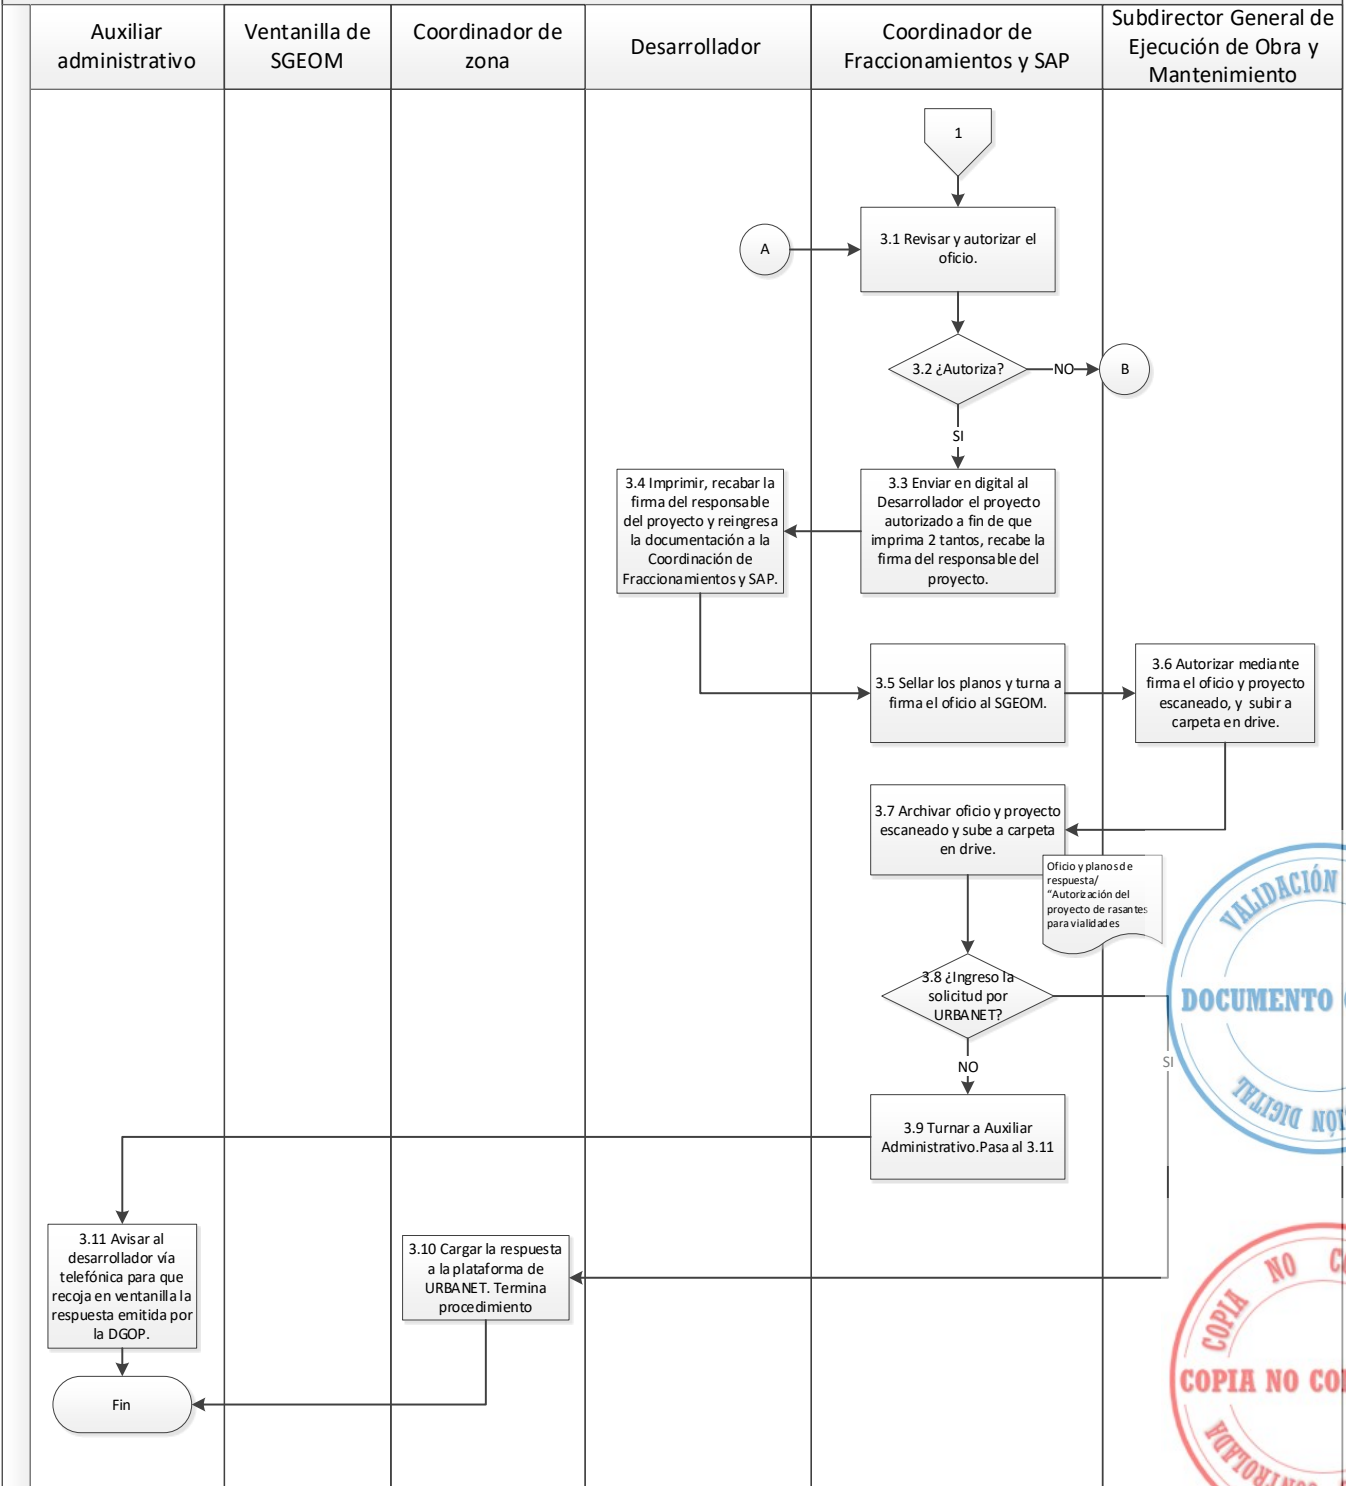 Auxiliar
administrativo
Ventanilla de
SGEOM
Coordinador de
zona
Desarrollador
Coordinador de
Fraccionamientos y SAP
Subdirector General de
Ejecución de Obra y
Mantenimiento
1
A
3.1 Revisar y autorizar el
oficio.
3.2 ¿Autoriza?
NO
B
SI
3.4 Imprimir, recabar la
firma del responsable
del proyecto y reingresa
la documentación a la
Coordinación de
Fraccionamientos y SAP.
3.3 Enviar en digital al
Desarrollador el proyecto
autorizado a fin de que
imprima 2 tantos, recabe la
firma del responsable del
proyecto.
3.5 Sellar los planos y turna a
firma el oficio al SGEOM.
3.6 Autorizar mediante
firma el oficio y proyecto
escaneado, y subir a
carpeta en drive.
3.7 Archivar oficio y proyecto
escaneado y sube a carpeta
en drive.
Oficio y planos de
respuesta/
“Autorización del
proyecto de rasantes
para vialidades
VALIDACIÓN
DOCUMENTO
DIGITAL
3.8 ¿Ingreso la
solicitud por
URBANET?
SI
NO
3.9 Turnar a Auxiliar
Administrativo.Pasa al 3.11
3.11 Avisar al
desarrollador vía
telefónica para que
recoja en ventanilla la
respuesta emitida por
la DGOP.
3.10 Cargar la respuesta
a la plataforma de
URBANET. Termina
procedimiento
Fin
COPIA NO
COPIA NO